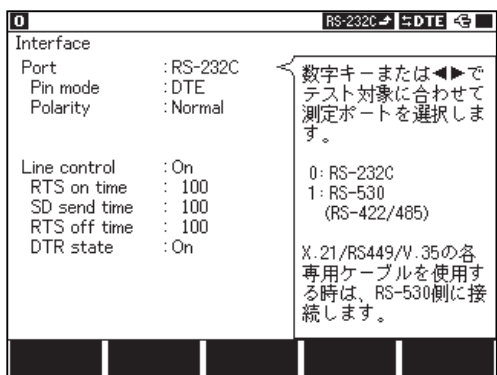 0
RS-232C DTE
Interface
Port :RS-232C
Pin mode :DTE
Polarity :Normal
Line control :On
RTS on time : 100
SD send time : 100
RTS off time : 100
DTR state :On
数字キーまたは◀▶で
テスト対象に合わせて
測定ポートを選択しま
す。
0:RS-232C
1:RS-530
(RS-422/485)
X.21/RS449/V.35の各
専用ケーブルを使用す
る時は、RS-530側に接
続します。